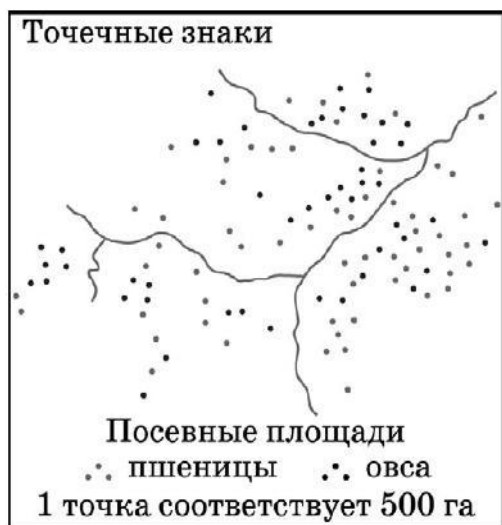 Точечные знаки
Посевные площади
пшеницы овса
1 точка соответствует 500 га